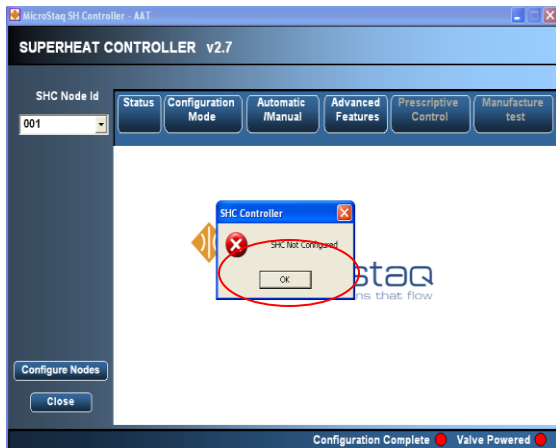 MicroStaq SH Controller - AAT
SUPERHEAT CONTROLLER v2.7
SHC Node Id
001
Status
Configuration
Mode
Automatic
/Manual
Advanced
Features
Prescriptive
Control
Manufacture
test
SHC Controller
SHC Not Configured
OK
staq
ns that flow
Configure Nodes
Close
Configuration Complete
Valve Powered